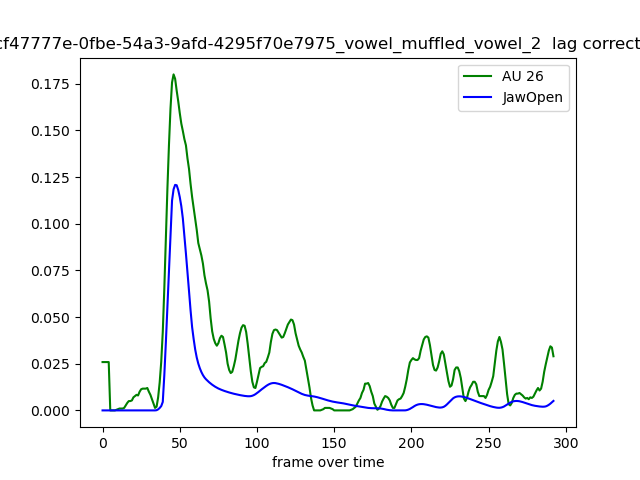 cf47777e-0fbe-54a3-9afd-4295f70e7975_vowel_muffled_vowel_2 lag correct
AU 26
JawOpen
0.175
0.150
0.125
0.100
0.075
0.050
0.025
0.000
0 50 100 150 200 250 300
frame over time